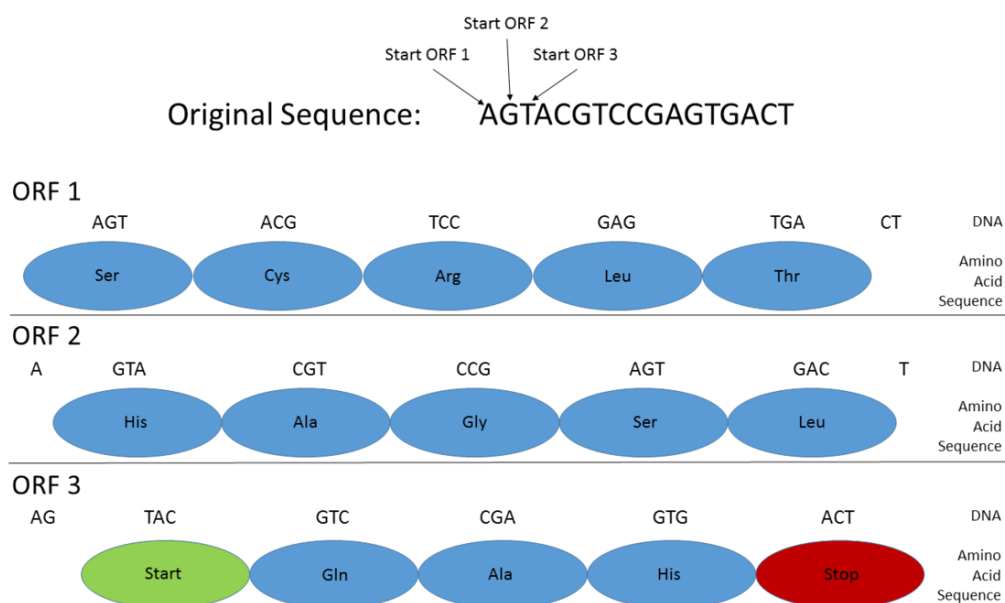 Start ORF 2
Start ORF 1
Start ORF 3
Original Sequence: AGTACGTCCGAGTGACT
ORF 1
AGT ACG TCC GAG TGA CT DNA
Ser Cys Arg Leu Thr Amino
Acid
Sequence
ORF 2
A GTA CGT CCG AGT GAC T DNA
His Ala Gly Ser Leu Amino
Acid
Sequence
ORF 3
AG TAC GTC CGA GTG ACT DNA
Start Gln Ala His Stop Amino
Acid
Sequence